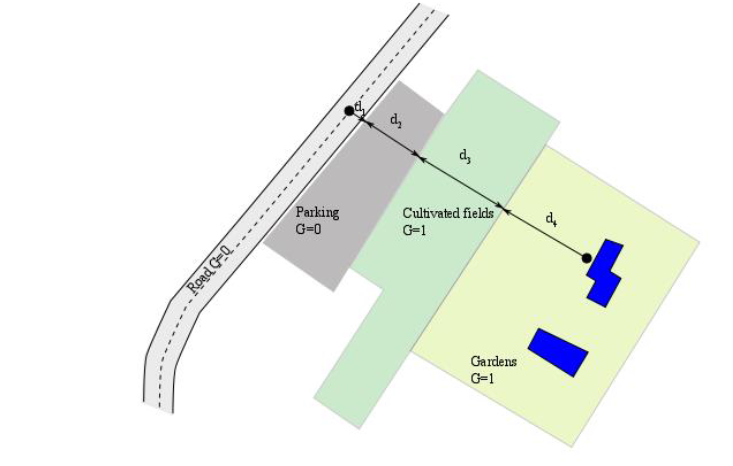 d₁
d₂
d₃
d₄
Parking
G=0
Cultivated fields
G=1
Road G=0
Gardens
G=1